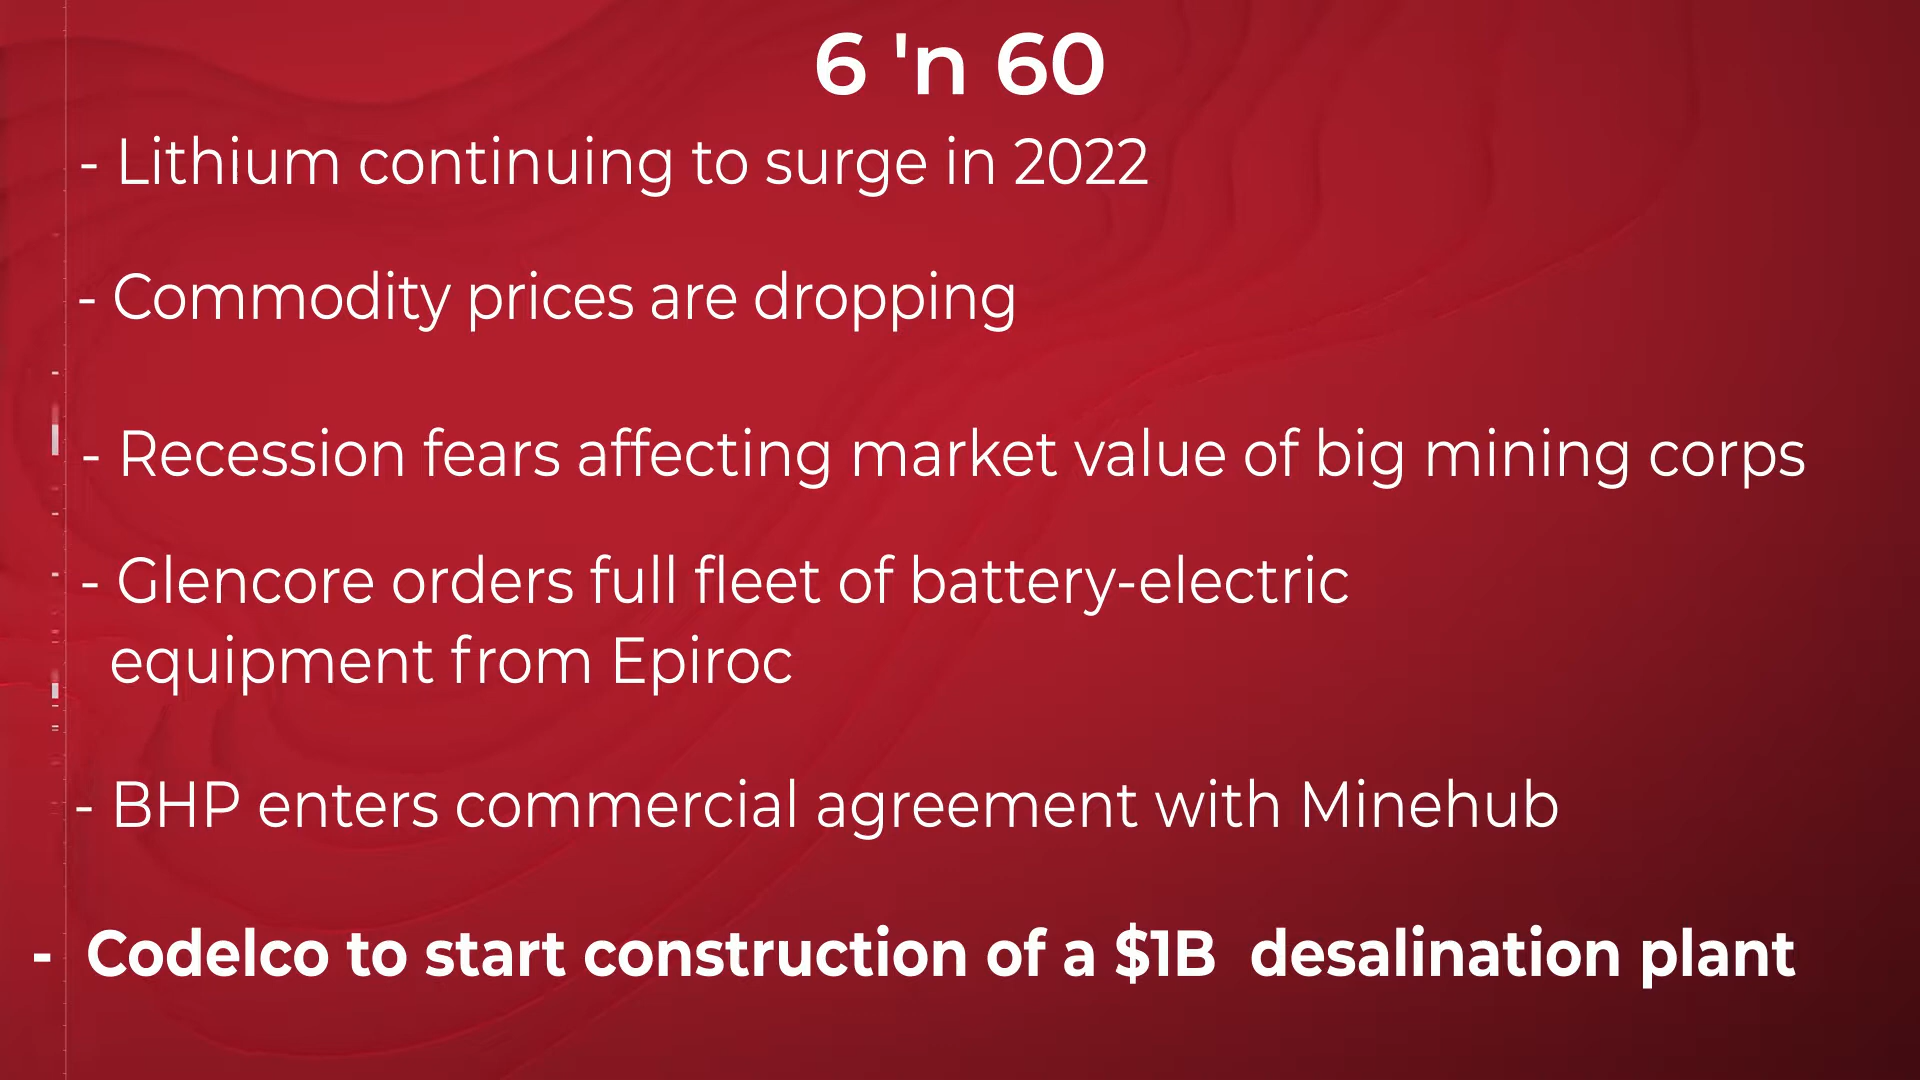 6 'n 60
- Lithium continuing to surge in 2022
- Commodity prices are dropping
- Recession fears affecting market value of big mining corps
- Glencore orders full fleet of battery-electric
equipment from Epiroc
- BHP enters commercial agreement with Minehub
- Codelco to start construction of a $1B desalination plant